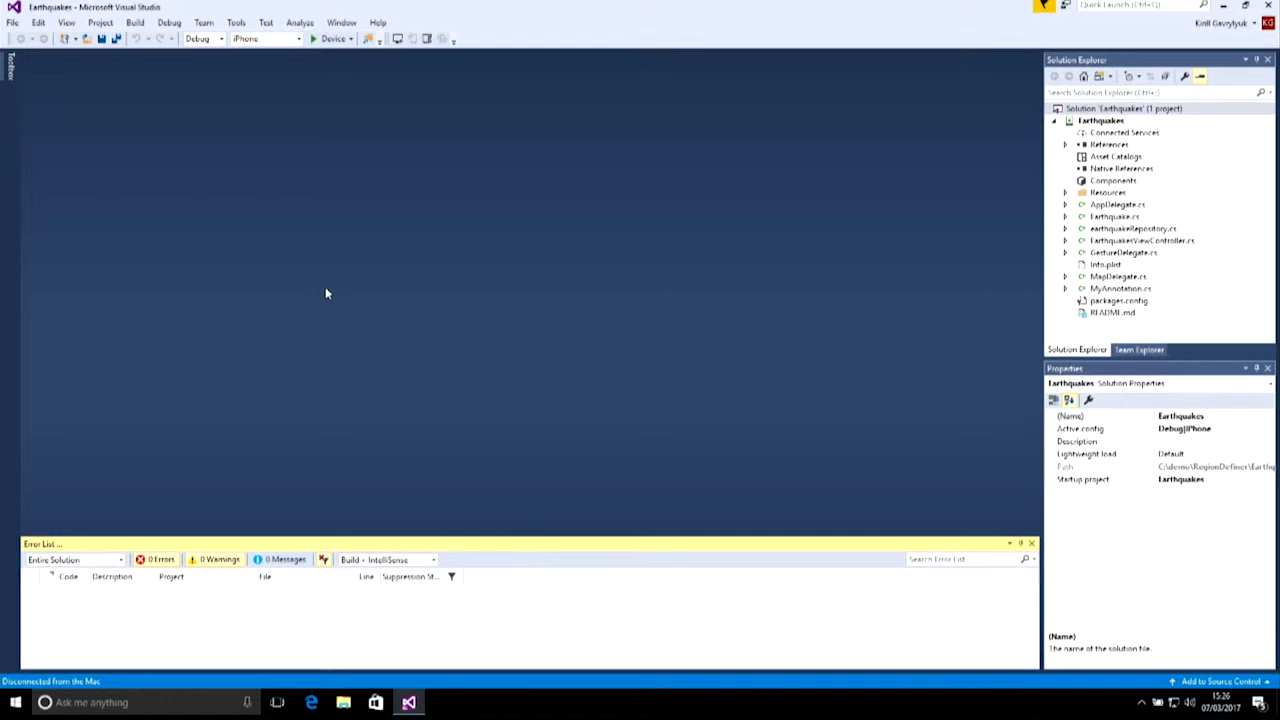 Earthquakes - Microsoft Visual Studio
Quick Launch (Ctrl+Q)
File Edit View Project Build Debug Team Tools Test Analyze Window Help
Kirill Gavrylyuk KG
Debug iPhone Device
Toolbox
Solution Explorer
Search Solution Explorer (Ctrl+;)
Solution 'Earthquakes' (1 project)
Earthquakes
Connected Services
References
Asset Catalogs
Native References
Components
Resources
AppDelegate.cs
Earthquake.cs
earthquakeRepository.cs
EarthquakesViewController.cs
GestureDelegate.cs
Info.plist
MapDelegate.cs
MyAnnotation.cs
packages.config
README.md
Solution Explorer Team Explorer
Properties
Earthquakes Solution Properties
(Name) Earthquakes
Active config Debug|iPhone
Description
Lightweight load Default
Path C:\demo\RegionDefiner\Earthq
Startup project Earthquakes
(Name)
The name of the solution file.
Error List ...
Entire Solution 0 Errors 0 Warnings 0 Messages Build + IntelliSense Search Error List
Code Description Project File Line Suppression St...
Disconnected from the Mac
Add to Source Control
Ask me anything
15:26
07/03/2017